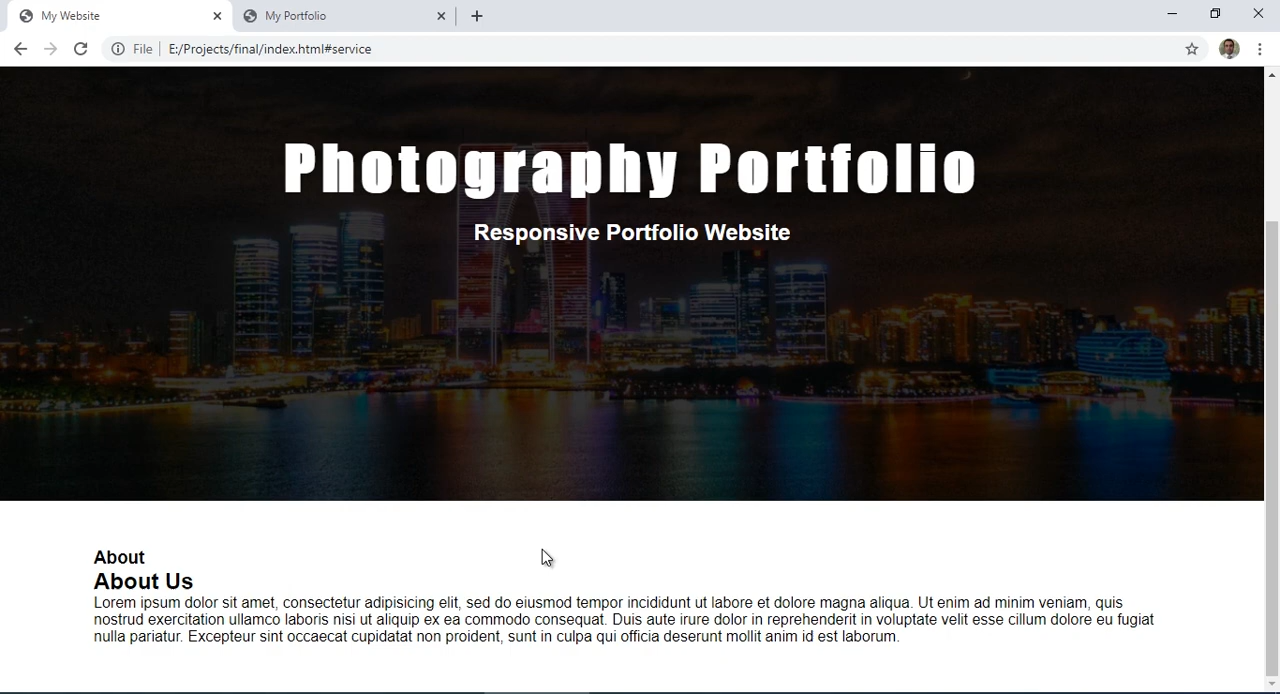 My Website
My Portfolio
File
E:/Projects/final/index.html#service
Photography Portfolio
Responsive Portfolio Website
About
About Us
Lorem ipsum dolor sit amet, consectetur adipisicing elit, sed do eiusmod tempor incididunt ut labore et dolore magna aliqua. Ut enim ad minim veniam, quis
nostrud exercitation ullamco laboris nisi ut aliquip ex ea commodo consequat. Duis aute irure dolor in reprehenderit in voluptate velit esse cillum dolore eu fugiat
nulla pariatur. Excepteur sint occaecat cupidatat non proident, sunt in culpa qui officia deserunt mollit anim id est laborum.